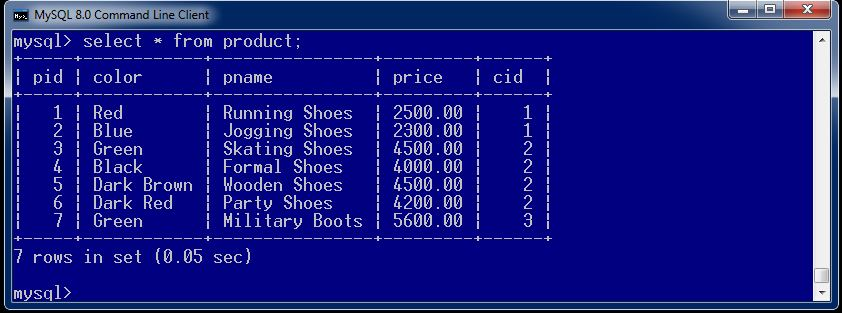 MySQL 8.0 Command Line Client
mysql> select * from product;
+-----+------------+----------------+---------+------+
| pid | color      | pname          | price   | cid  |
+-----+------------+----------------+---------+------+
|   1 | Red        | Running Shoes  | 2500.00 |    1 |
|   2 | Blue       | Jogging Shoes  | 2300.00 |    1 |
|   3 | Green      | Skating Shoes  | 4500.00 |    2 |
|   4 | Black      | Formal Shoes   | 4000.00 |    2 |
|   5 | Dark Brown | Wooden Shoes   | 4500.00 |    2 |
|   6 | Dark Red   | Party Shoes    | 4200.00 |    2 |
|   7 | Green      | Military Boots | 5600.00 |    3 |
+-----+------------+----------------+---------+------+
7 rows in set (0.05 sec)
mysql>